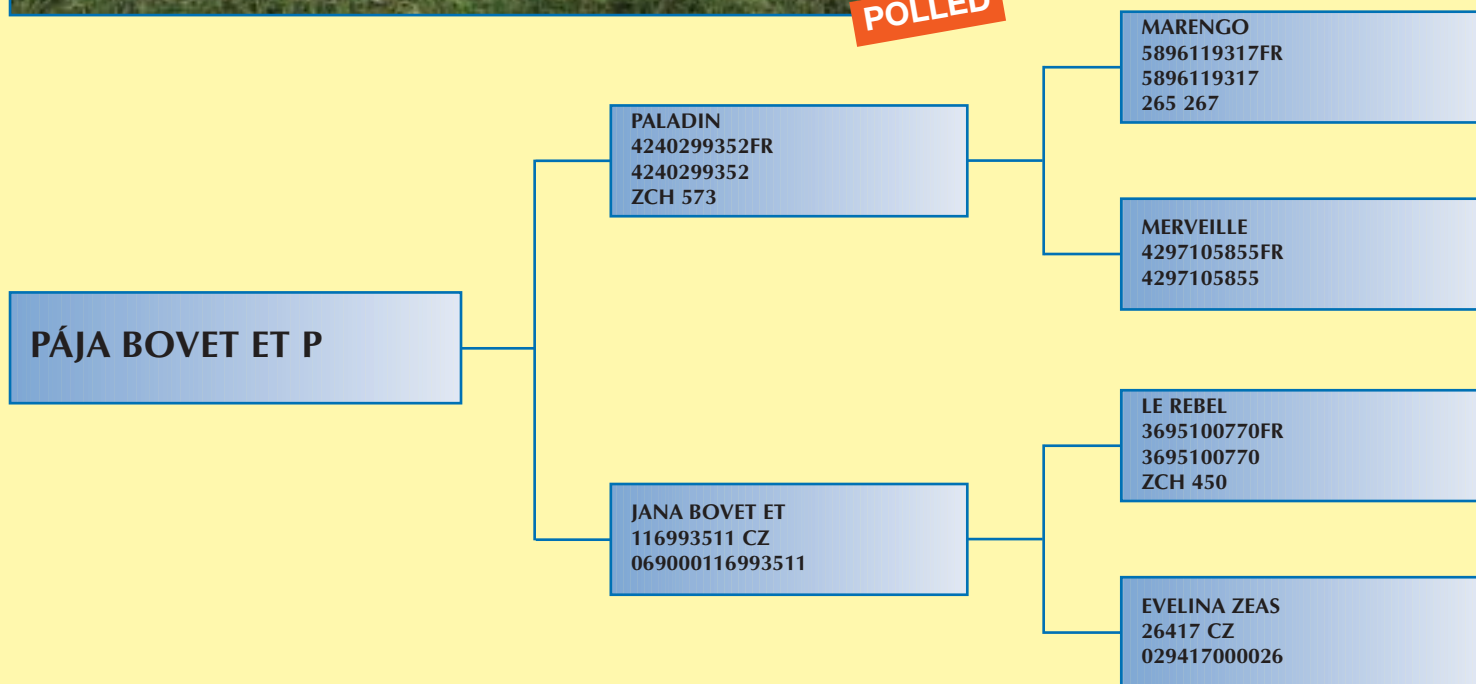 POLLED
MARENGO
5896119317FR
5896119317
265 267
PALADIN
4240299352FR
4240299352
ZCH 573
MERVEILLE
4297105855FR
4297105855
PÁJA BOVET ET P
LE REBEL
3695100770FR
3695100770
ZCH 450
JANA BOVET ET
116993511 CZ
069000116993511
EVELINA ZEAS
26417 CZ
029417000026